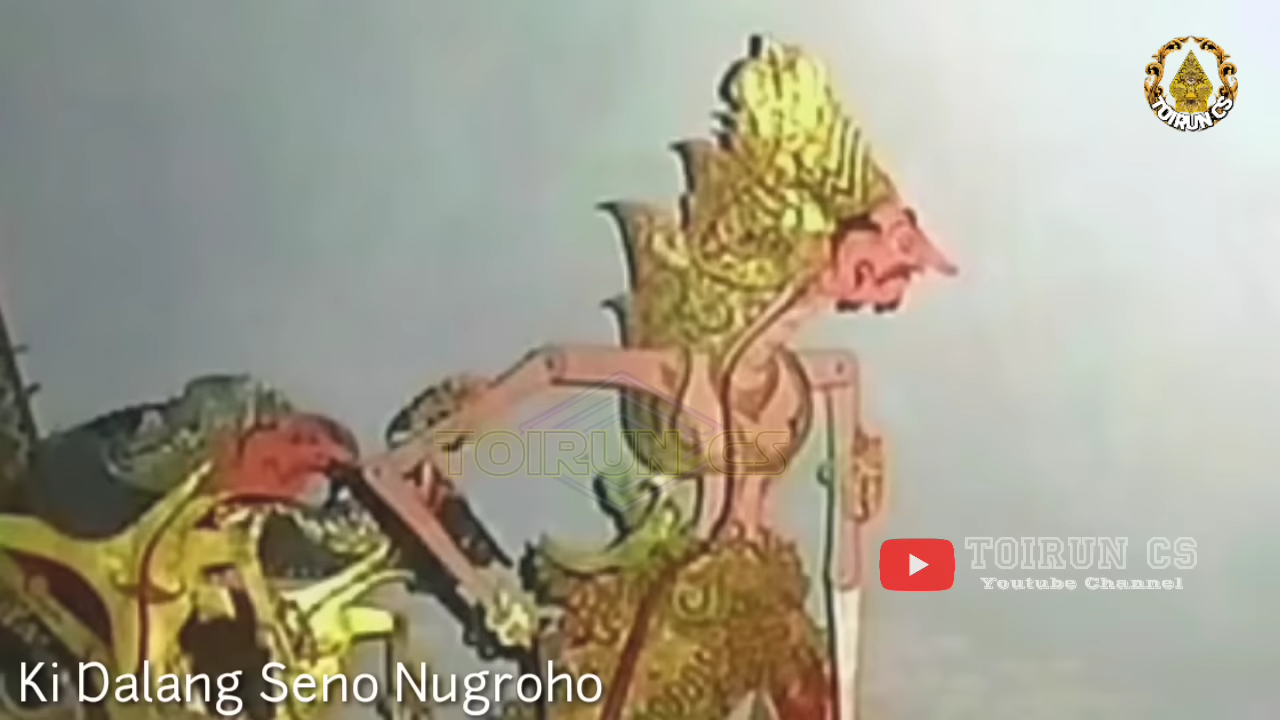 TOIRUN CS
TOIRUN CS
TOIRUN CS
Youtube Channel
Ki Dalang Seno Nugroho